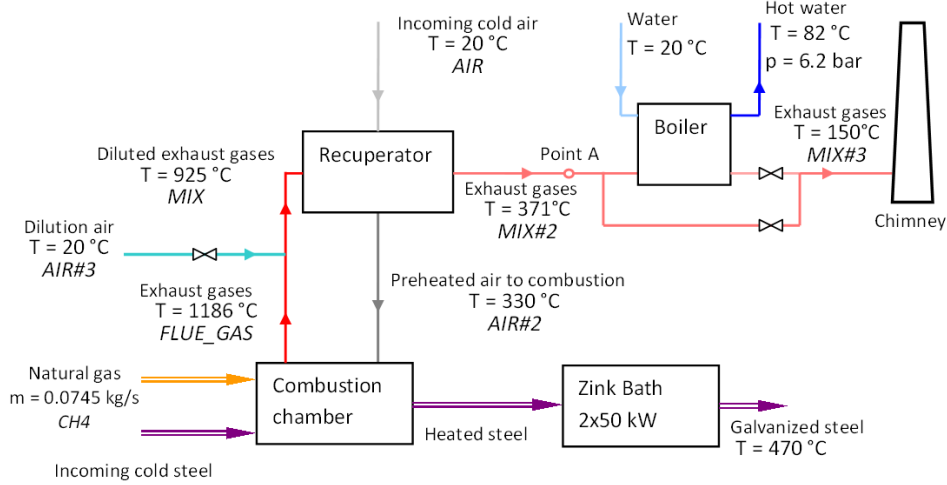 Incoming cold air
T = 20 °C
AIR
Water
T = 20 °C
Hot water
T = 82 °C
p = 6.2 bar
Exhaust gases
T = 150°C
MIX#3
Chimney
Boiler
Recuperator
Point A
Exhaust gases
T = 371°C
MIX#2
Diluted exhaust gases
T = 925 °C
MIX
Dilution air
T = 20 °C
AIR#3
Exhaust gases
T = 1186 °C
FLUE_GAS
Preheated air to combustion
T = 330 °C
AIR#2
Natural gas
m = 0.0745 kg/s
CH4
Incoming cold steel
Combustion
chamber
Heated steel
Zink Bath
2x50 kW
Galvanized steel
T = 470 °C